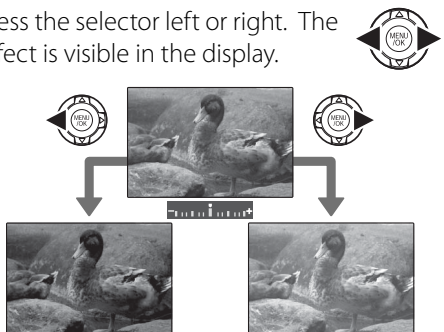 ess the selector left or right. The
fect is visible in the display.
MENU
/OK
MENU
/OK
MENU
/OK
- +